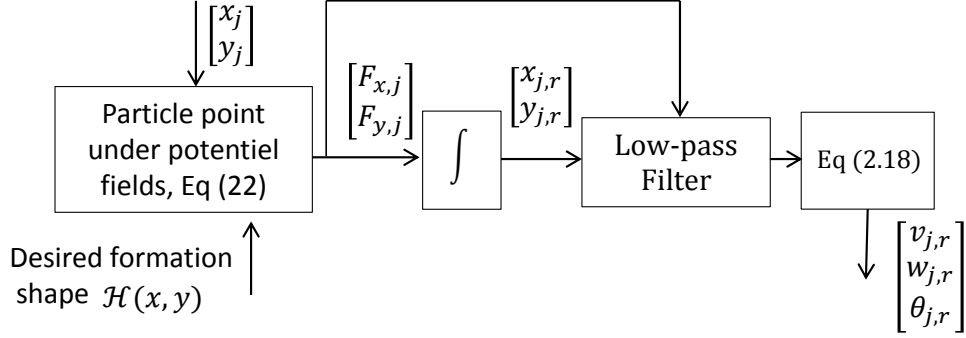 [x_j
y_j]
Particle point
under potentiel
fields, Eq (22)
[F_{x,j}
F_{y,j}]
∫
[x_{j,r}
y_{j,r}]
Low-pass
Filter
Eq (2.18)
Desired formation
shape ℋ(x, y)
[v_{j,r}
w_{j,r}
θ_{j,r}]